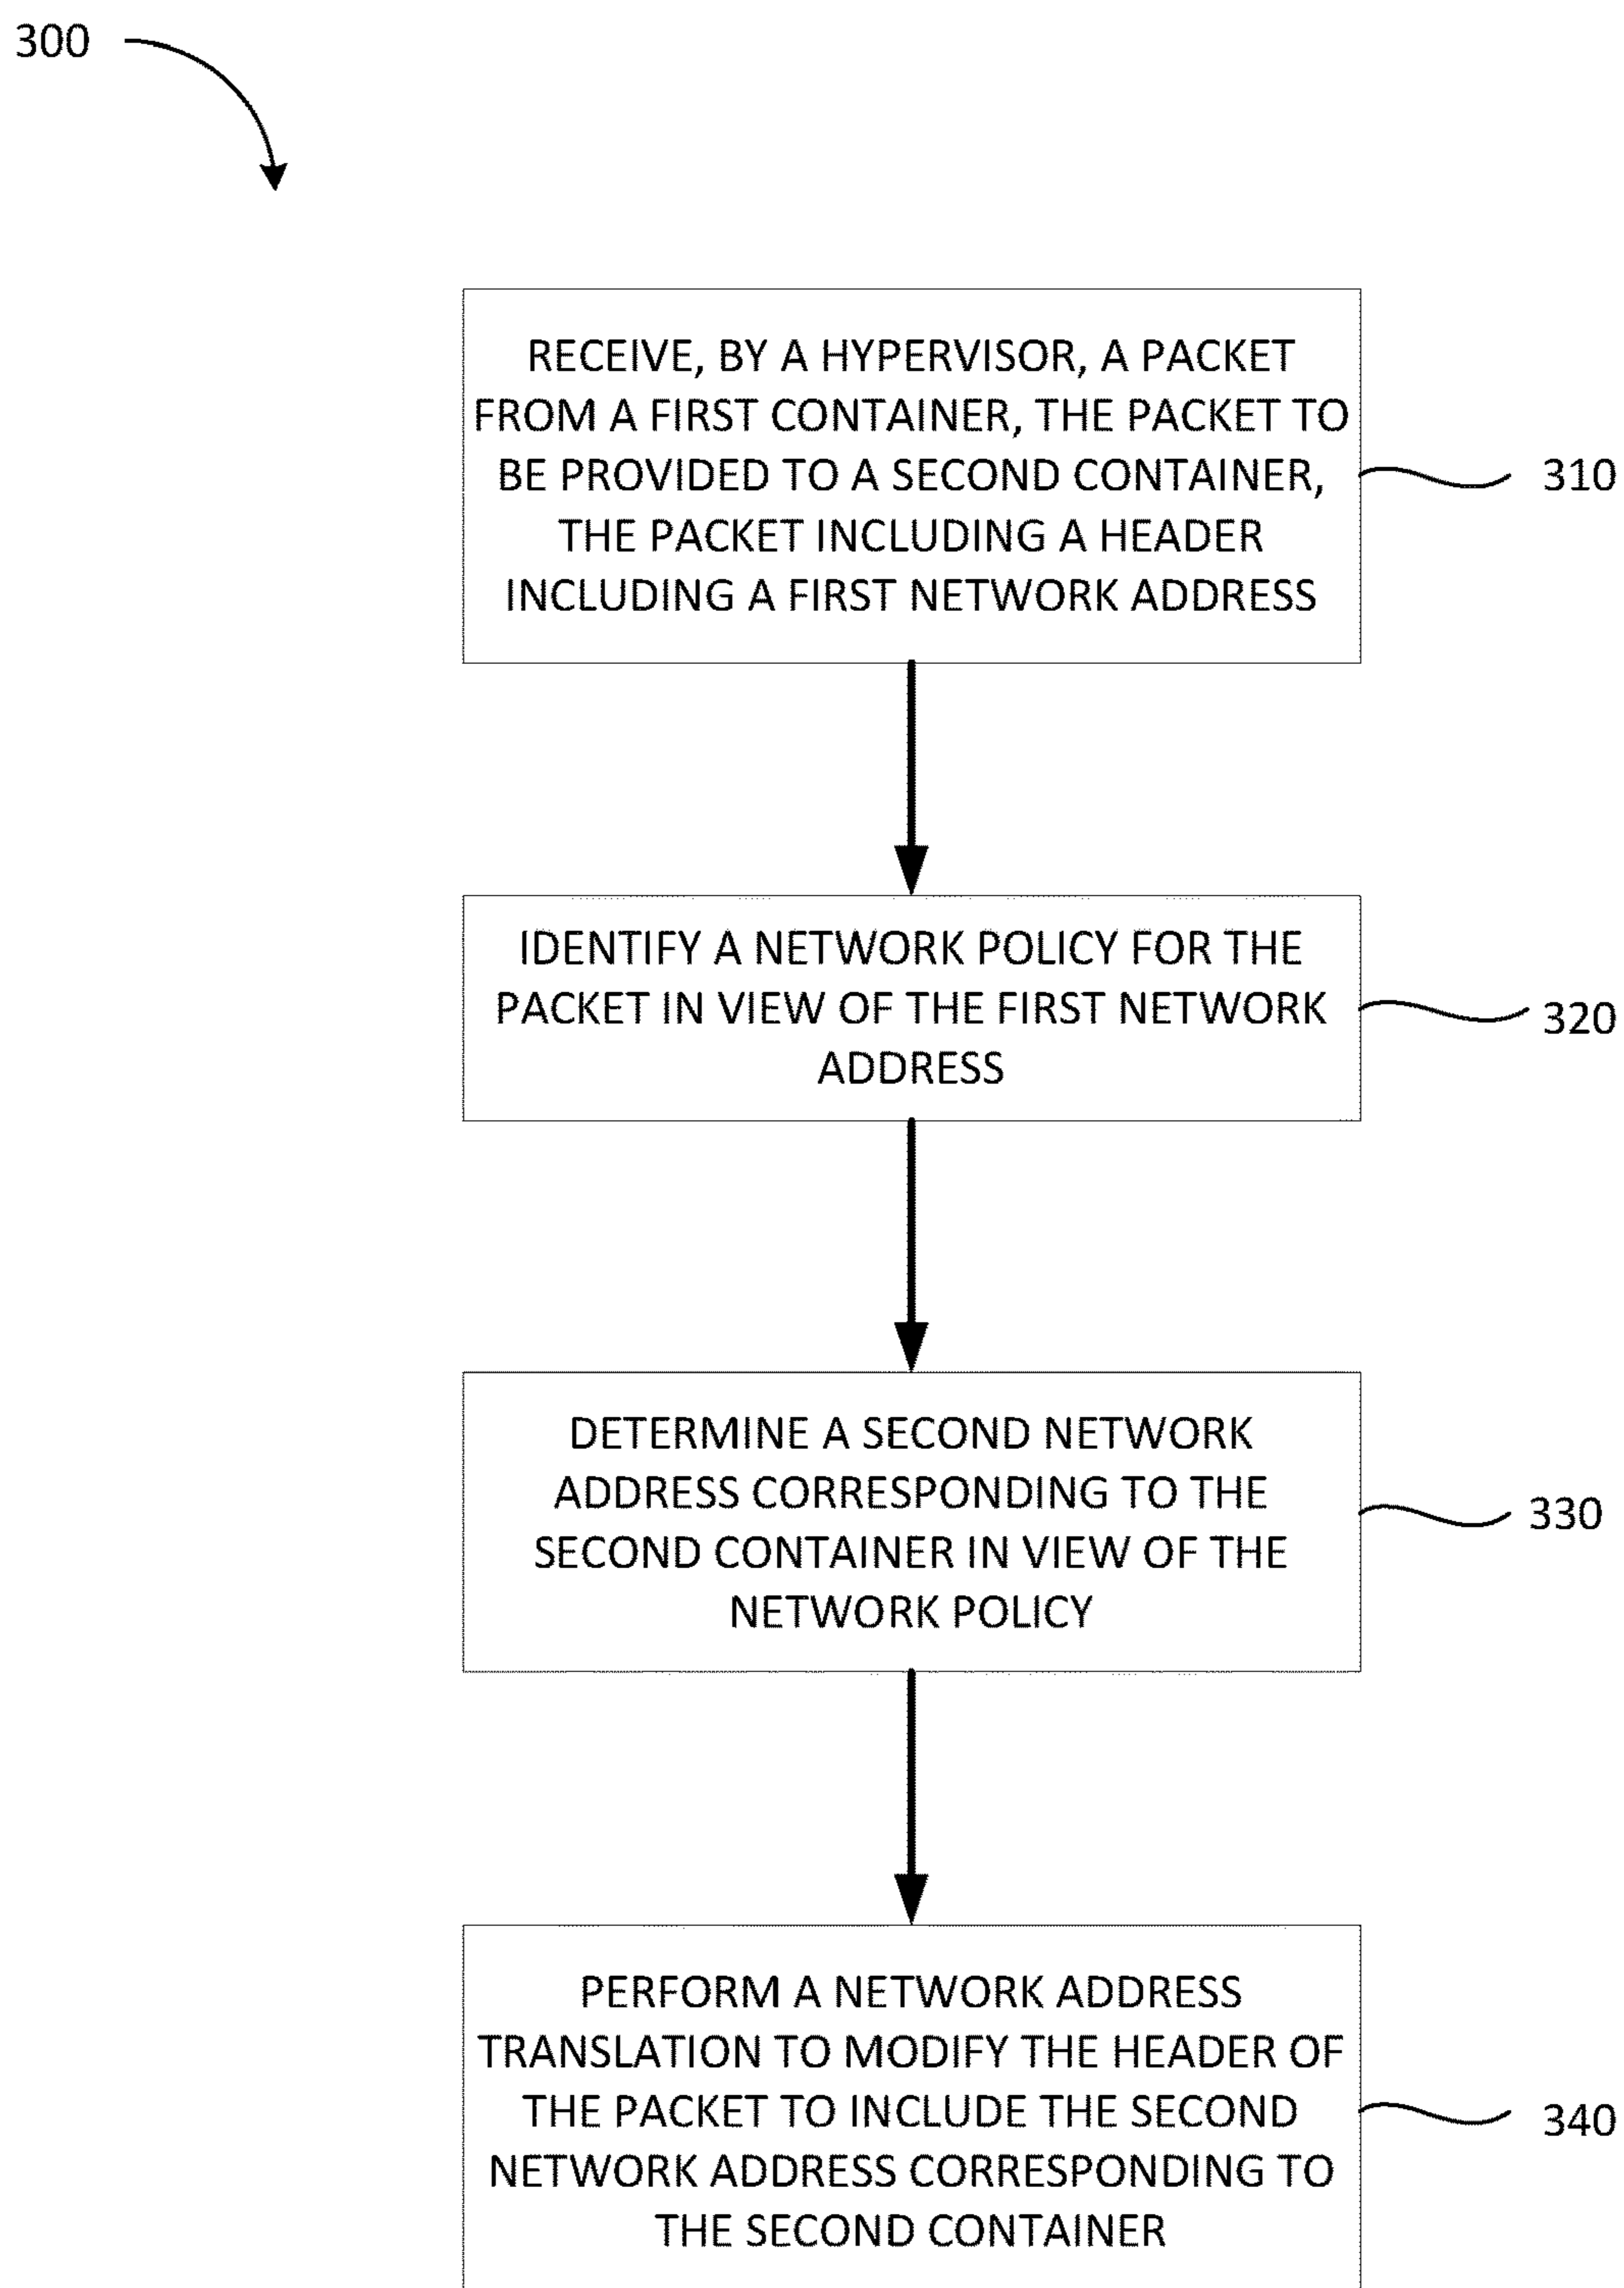 300
RECEIVE, BY A HYPERVISOR, A PACKET
FROM A FIRST CONTAINER, THE PACKET TO
BE PROVIDED TO A SECOND CONTAINER,
THE PACKET INCLUDING A HEADER
INCLUDING A FIRST NETWORK ADDRESS
310
IDENTIFY A NETWORK POLICY FOR THE
PACKET IN VIEW OF THE FIRST NETWORK
ADDRESS
320
DETERMINE A SECOND NETWORK
ADDRESS CORRESPONDING TO THE
SECOND CONTAINER IN VIEW OF THE
NETWORK POLICY
330
PERFORM A NETWORK ADDRESS
TRANSLATION TO MODIFY THE HEADER OF
THE PACKET TO INCLUDE THE SECOND
NETWORK ADDRESS CORRESPONDING TO
THE SECOND CONTAINER
340